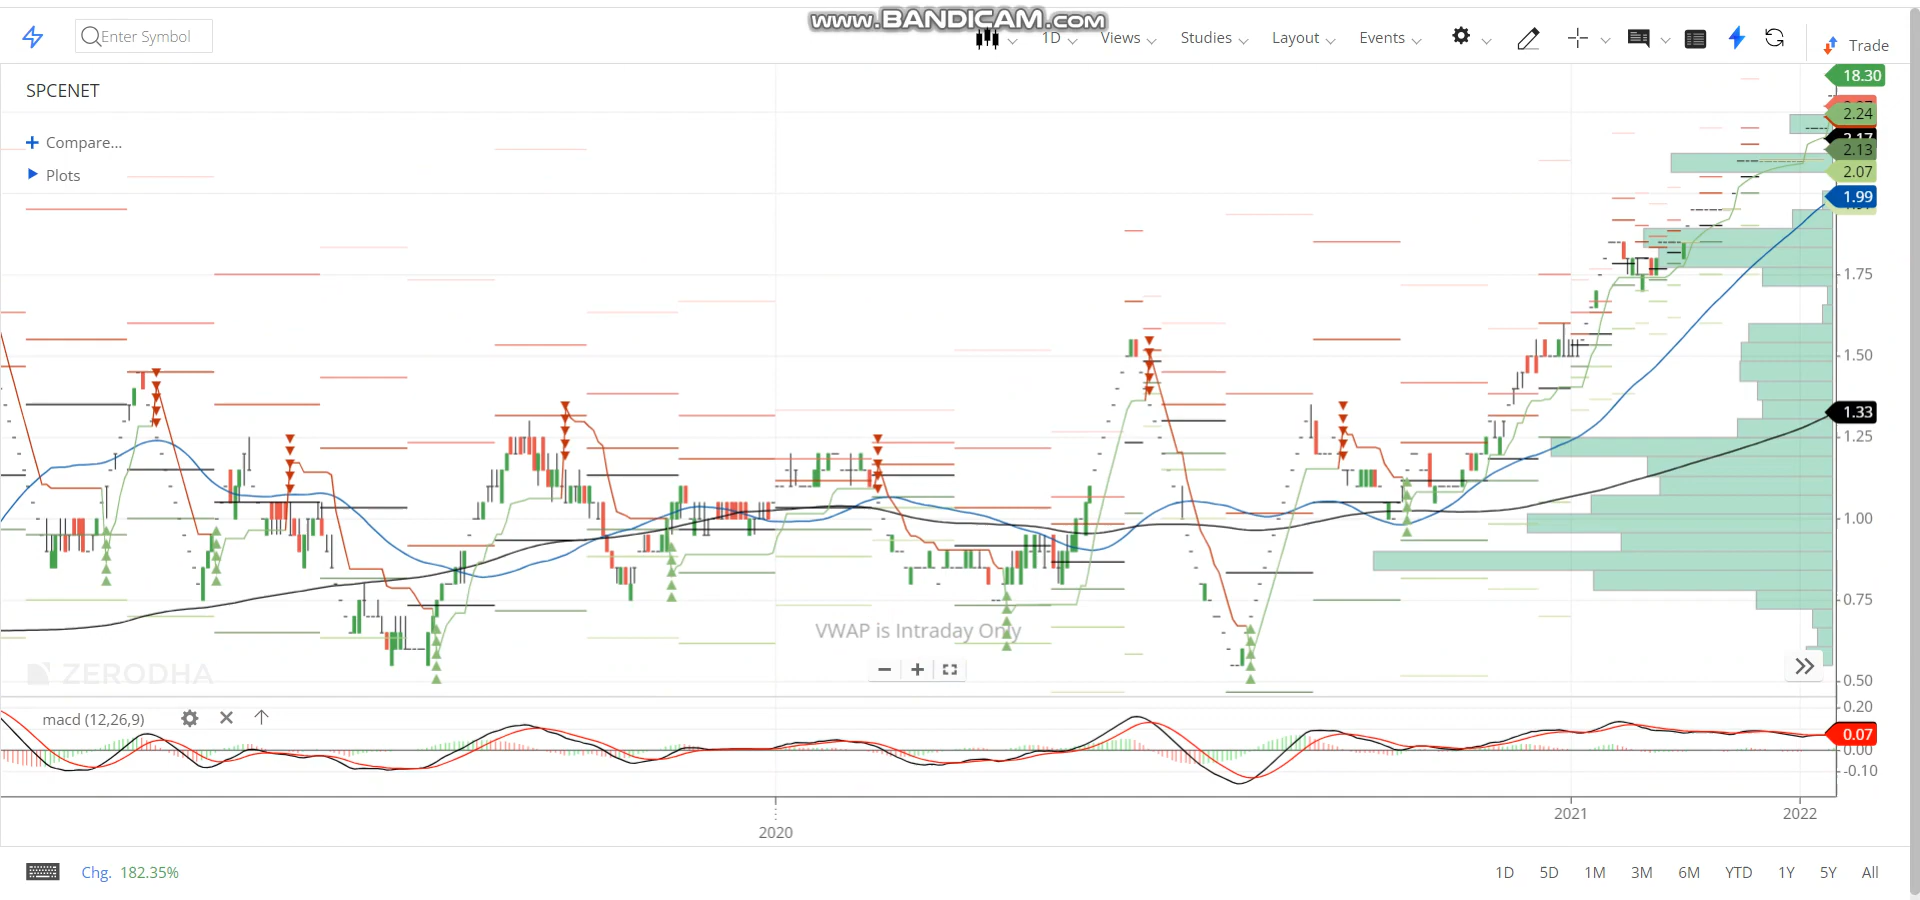 www.BANDICAM.com
Enter Symbol
1D
Views
Studies
Layout
Events
Trade
SPCENET
Compare...
Plots
18.30
2.24
2.17
2.13
2.07
1.99
1.75
1.50
1.33
1.25
1.00
0.75
0.50
VWAP is Intraday Only
ZERODHA
macd (12,26,9)
0.20
0.07
0.00
-0.10
2020
2021
2022
Chg. 182.35%
1D 5D 1M 3M 6M YTD 1Y 5Y All